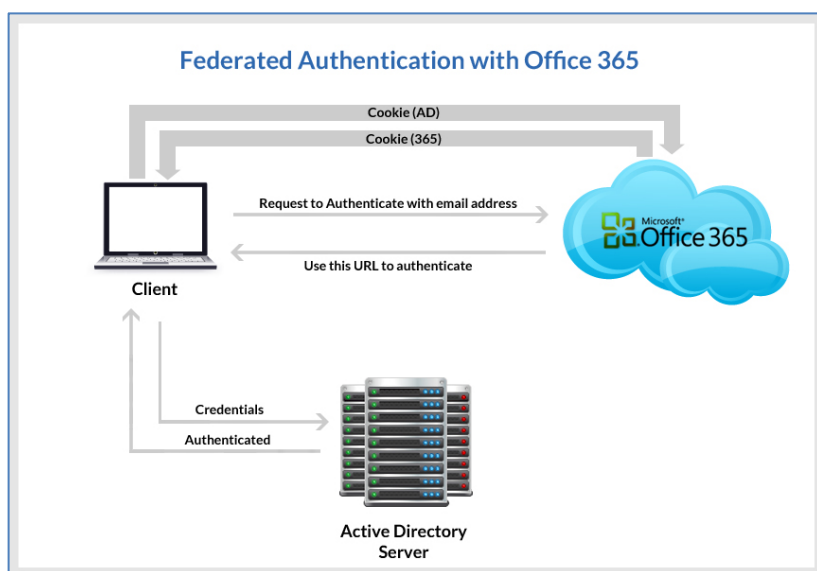 Federated Authentication with Office 365
Cookie (AD)
Cookie (365)
Request to Authenticate with email address
Microsoft®
Office 365
Use this URL to authenticate
Client
Credentials
Authenticated
Active Directory
Server